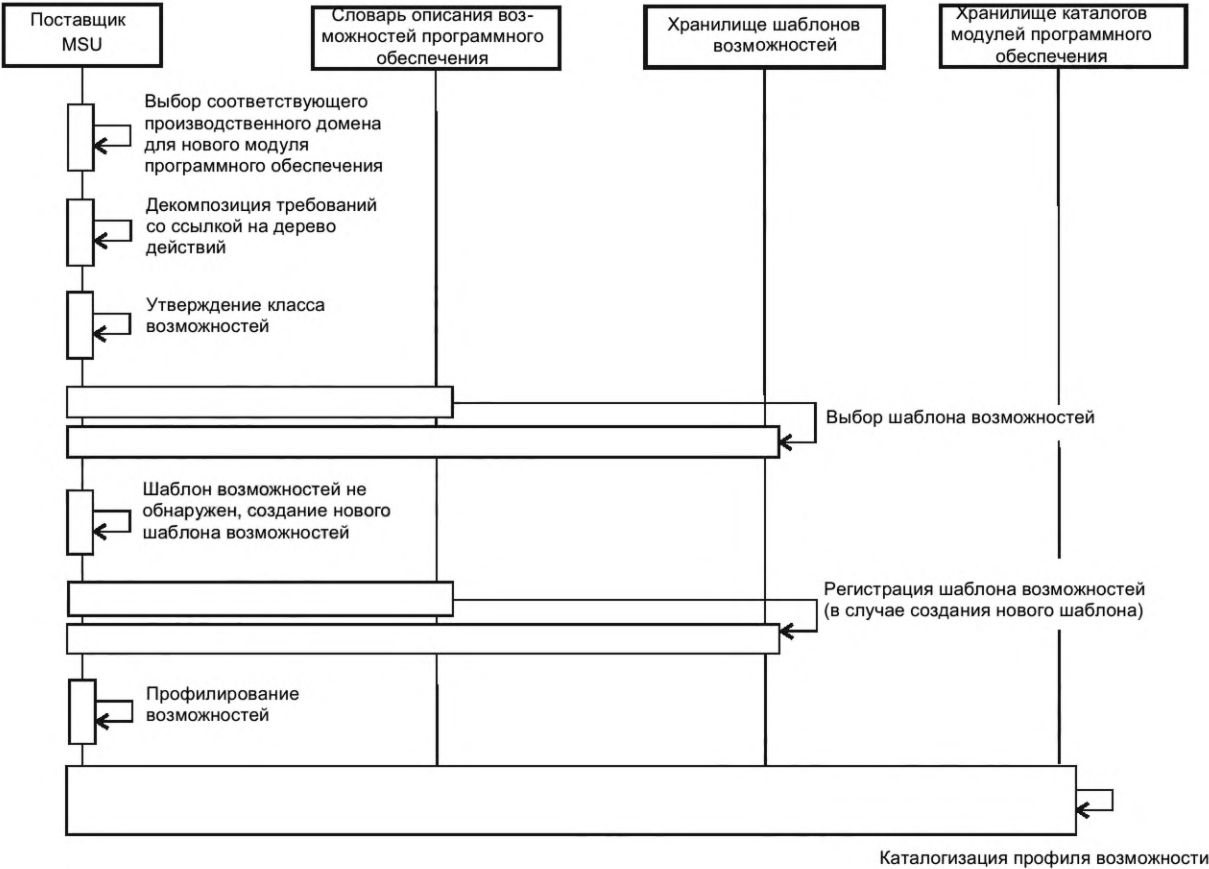 Поставщик
MSU
Словарь описания воз-
можностей программного
обеспечения
Хранилище шаблонов
возможностей
Хранилище каталогов
модулей программного
обеспечения
Выбор соответствующего
производственного домена
для нового модуля
программного обеспечения
Декомпозиция требований
со ссылкой на дерево
действий
Утверждение класса
возможностей
Выбор шаблона возможностей
Шаблон возможностей не
обнаружен, создание нового
шаблона возможностей
Регистрация шаблона возможностей
(в случае создания нового шаблона)
Профилирование
возможностей
Каталогизация профиля возможности